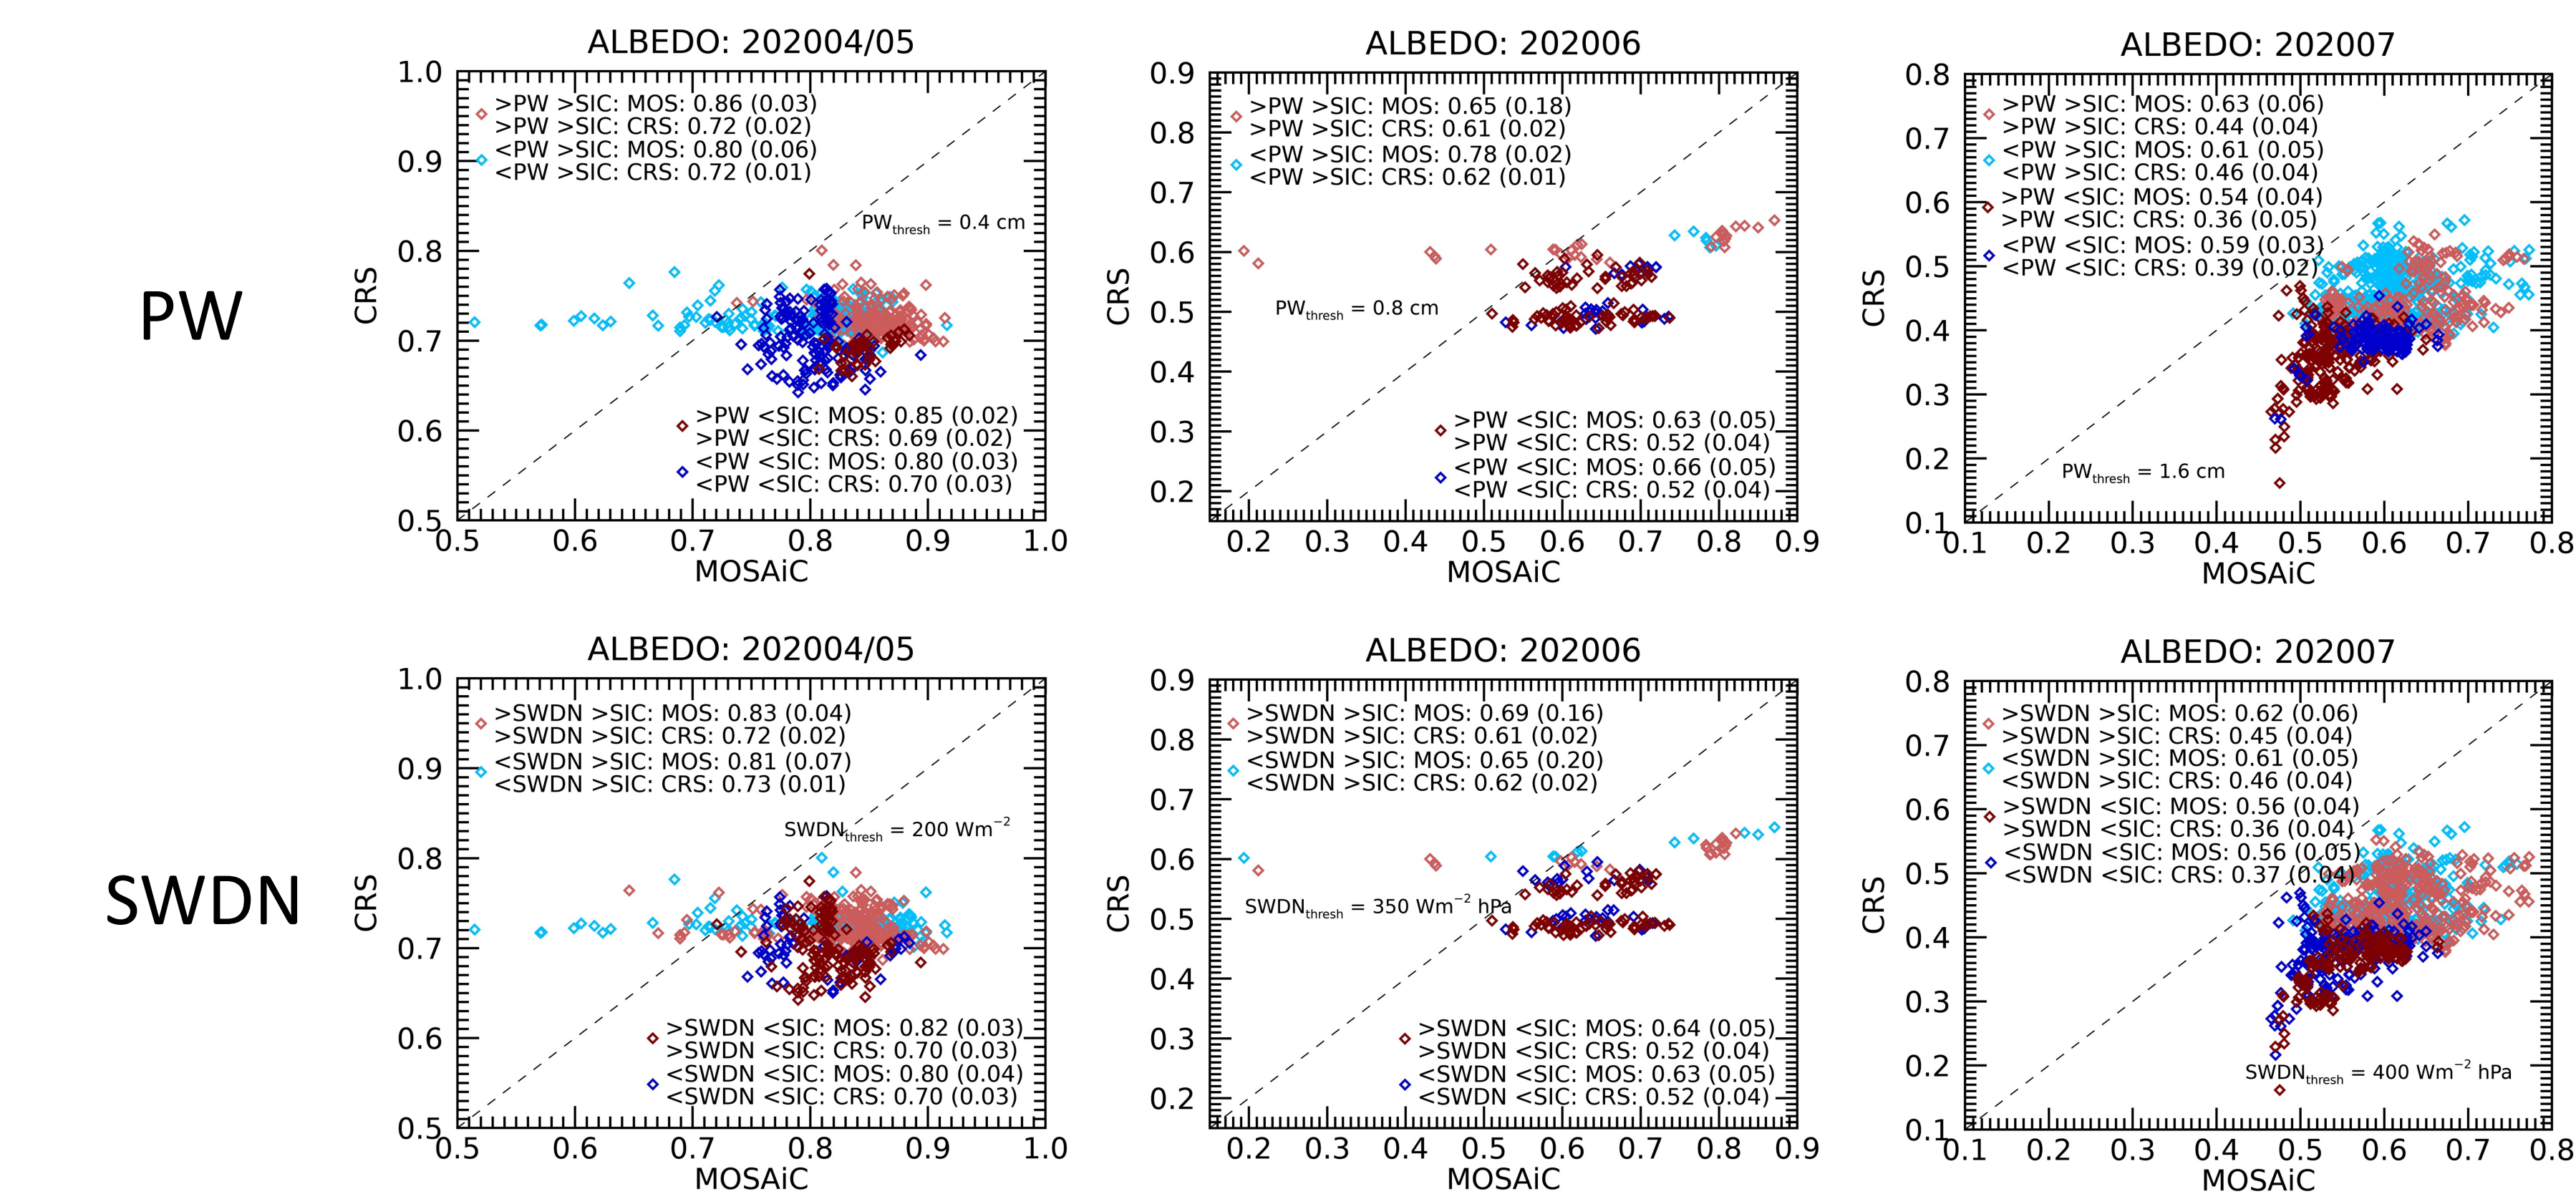 PW
ALBEDO: 202004/05
1.0
0.9
0.8
0.7
0.6
0.5
CRS
>PW >SIC: MOS: 0.86 (0.03)
>PW >SIC: CRS: 0.72 (0.02)
<PW >SIC: MOS: 0.80 (0.06)
<PW >SIC: CRS: 0.72 (0.01)
PWthresh = 0.4 cm
>PW <SIC: MOS: 0.85 (0.02)
>PW <SIC: CRS: 0.69 (0.02)
<PW <SIC: MOS: 0.80 (0.03)
<PW <SIC: CRS: 0.70 (0.03)
0.5 0.6 0.7 0.8 0.9 1.0
MOSAiC
ALBEDO: 202006
0.9
0.8
0.7
0.6
0.5
0.4
0.3
0.2
CRS
>PW >SIC: MOS: 0.65 (0.18)
>PW >SIC: CRS: 0.61 (0.02)
<PW >SIC: MOS: 0.78 (0.02)
<PW >SIC: CRS: 0.62 (0.01)
PWthresh = 0.8 cm
>PW <SIC: MOS: 0.63 (0.05)
>PW <SIC: CRS: 0.52 (0.04)
<PW <SIC: MOS: 0.66 (0.05)
<PW <SIC: CRS: 0.52 (0.04)
0.2 0.3 0.4 0.5 0.6 0.7 0.8 0.9
MOSAiC
ALBEDO: 202007
0.8
0.7
0.6
0.5
0.4
0.3
0.2
0.1
CRS
>PW >SIC: MOS: 0.63 (0.06)
>PW >SIC: CRS: 0.44 (0.04)
<PW >SIC: MOS: 0.61 (0.05)
<PW >SIC: CRS: 0.46 (0.04)
>PW <SIC: MOS: 0.54 (0.04)
>PW <SIC: CRS: 0.36 (0.05)
<PW <SIC: MOS: 0.59 (0.03)
<PW <SIC: CRS: 0.39 (0.02)
PWthresh = 1.6 cm
0.1 0.2 0.3 0.4 0.5 0.6 0.7 0.8
MOSAiC
SWDN
ALBEDO: 202004/05
1.0
0.9
0.8
0.7
0.6
0.5
CRS
>SWDN >SIC: MOS: 0.83 (0.04)
>SWDN >SIC: CRS: 0.72 (0.02)
<SWDN >SIC: MOS: 0.81 (0.07)
<SWDN >SIC: CRS: 0.73 (0.01)
SWDNthresh = 200 Wm−2
>SWDN <SIC: MOS: 0.82 (0.03)
>SWDN <SIC: CRS: 0.70 (0.03)
<SWDN <SIC: MOS: 0.80 (0.04)
<SWDN <SIC: CRS: 0.70 (0.03)
0.5 0.6 0.7 0.8 0.9 1.0
MOSAiC
ALBEDO: 202006
0.9
0.8
0.7
0.6
0.5
0.4
0.3
0.2
CRS
>SWDN >SIC: MOS: 0.69 (0.16)
>SWDN >SIC: CRS: 0.61 (0.02)
<SWDN >SIC: MOS: 0.65 (0.20)
<SWDN >SIC: CRS: 0.62 (0.02)
SWDNthresh = 350 Wm−2 hPa
>SWDN <SIC: MOS: 0.64 (0.05)
>SWDN <SIC: CRS: 0.52 (0.04)
<SWDN <SIC: MOS: 0.63 (0.05)
<SWDN <SIC: CRS: 0.52 (0.04)
0.2 0.3 0.4 0.5 0.6 0.7 0.8 0.9
MOSAiC
ALBEDO: 202007
0.8
0.7
0.6
0.5
0.4
0.3
0.2
0.1
CRS
>SWDN >SIC: MOS: 0.62 (0.06)
>SWDN >SIC: CRS: 0.45 (0.04)
<SWDN >SIC: MOS: 0.61 (0.05)
<SWDN >SIC: CRS: 0.46 (0.04)
>SWDN <SIC: MOS: 0.56 (0.04)
>SWDN <SIC: CRS: 0.36 (0.04)
<SWDN <SIC: MOS: 0.56 (0.05)
<SWDN <SIC: CRS: 0.37 (0.04)
SWDNthresh = 400 Wm−2 hPa
0.1 0.2 0.3 0.4 0.5 0.6 0.7 0.8
MOSAiC